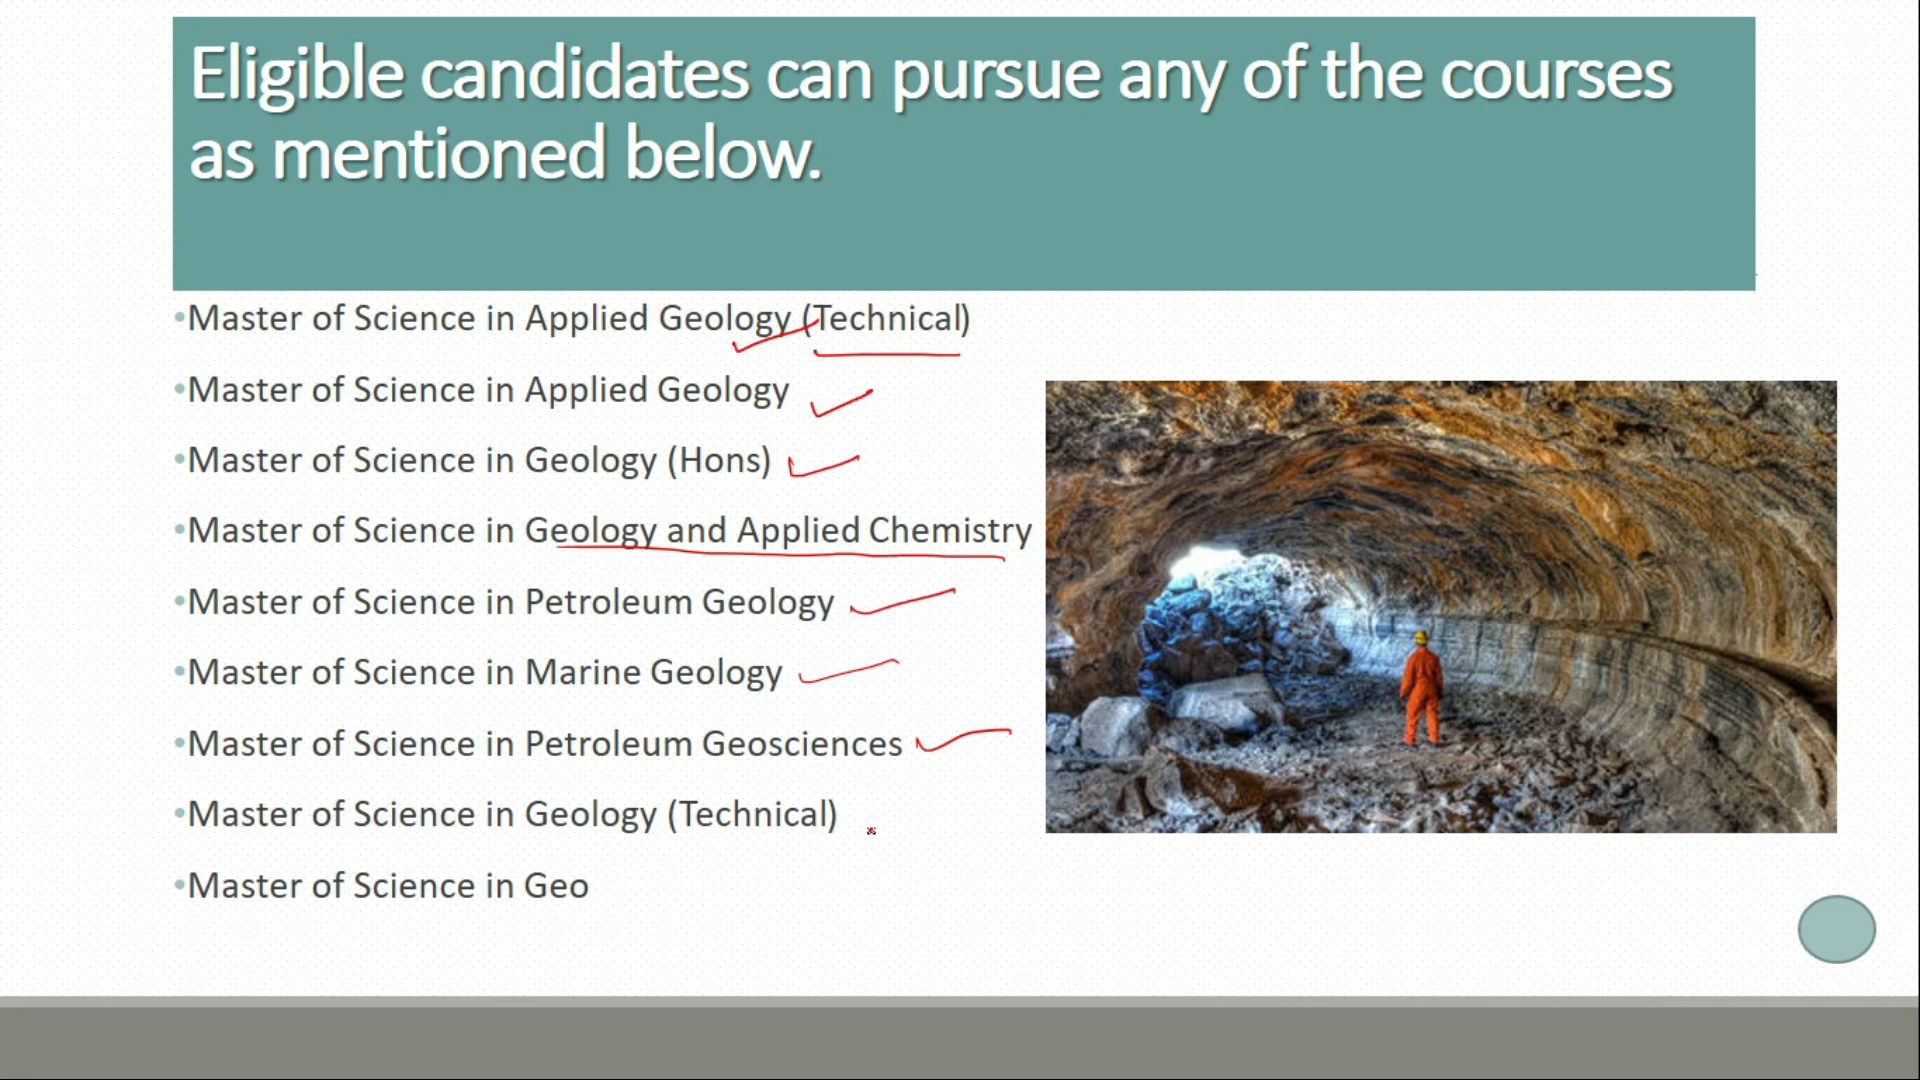 Eligible candidates can pursue any of the courses
as mentioned below.
•Master of Science in Applied Geology (Technical)
•Master of Science in Applied Geology
•Master of Science in Geology (Hons)
•Master of Science in Geology and Applied Chemistry
•Master of Science in Petroleum Geology
•Master of Science in Marine Geology
•Master of Science in Petroleum Geosciences
•Master of Science in Geology (Technical)
•Master of Science in Geo